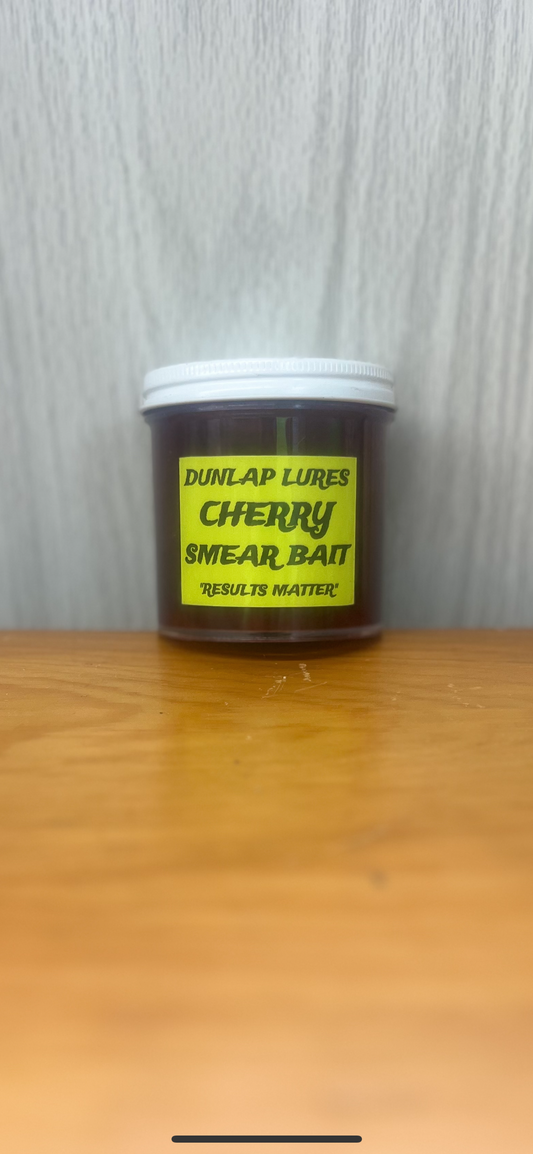 DUNLAP LURES
CHERRY
SMEAR BAIT
"RESULTS MATTER"